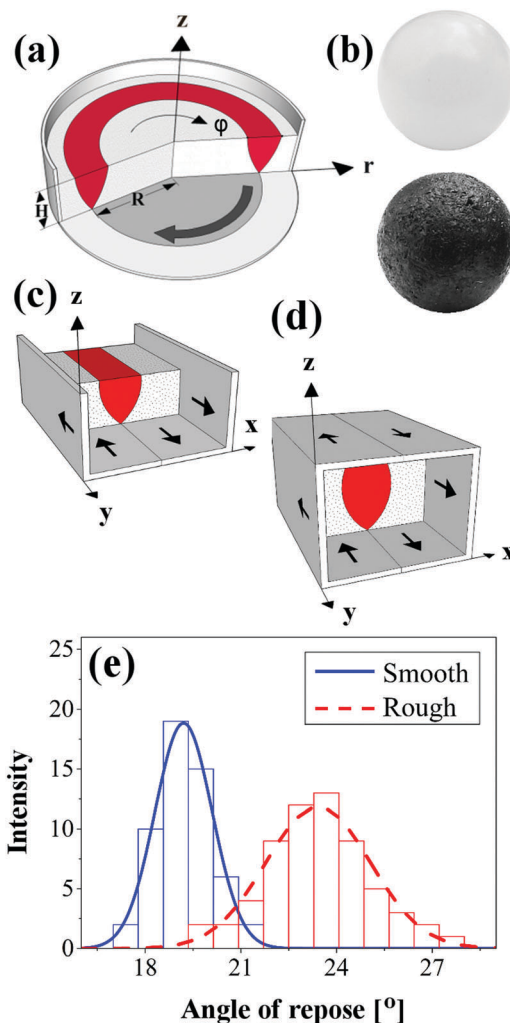 (a)
z
φ
r
H
R
(b)
(c)
z
x
y
(d)
z
x
y
(e)
25
20
15
10
5
0
Intensity
Smooth
Rough
18 21 24 27
Angle of repose [º]